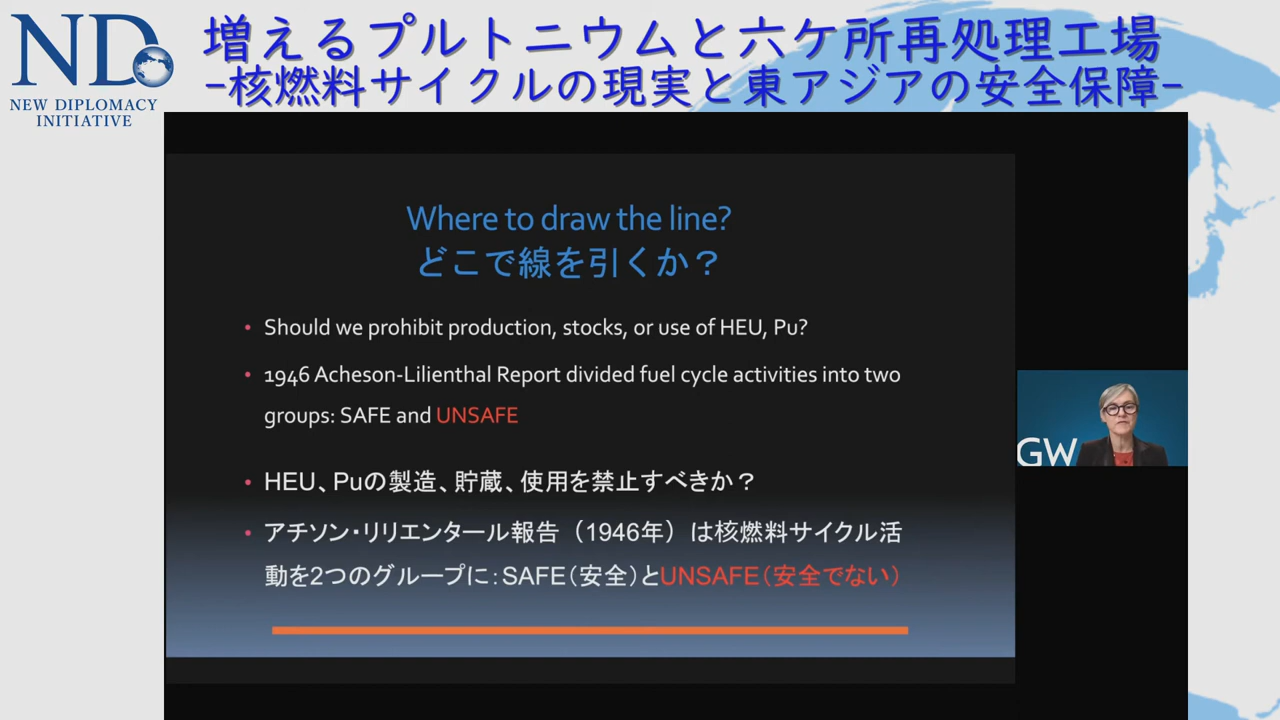 増えるプルトニウムと六ケ所再処理工場
-核燃料サイクルの現実と東アジアの安全保障-
ND
NEW DIPLOMACY
INITIATIVE
Where to draw the line?
どこで線を引くか？
• Should we prohibit production, stocks, or use of HEU, Pu?
• 1946 Acheson-Lilienthal Report divided fuel cycle activities into two
groups: SAFE and UNSAFE
• HEU、Puの製造、貯蔵、使用を禁止すべきか？
• アチソン・リリエンタール報告（1946年）は核燃料サイクル活
動を2つのグループに：SAFE（安全）とUNSAFE（安全でない）
GW